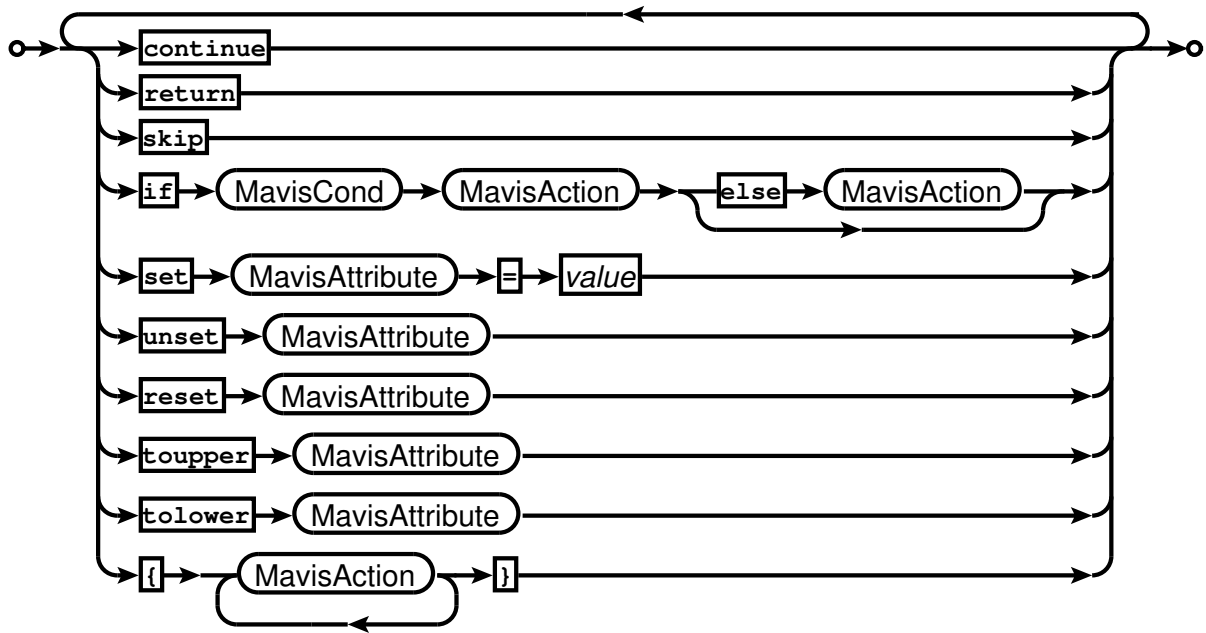 continue
return
skip
if MavisCond MavisAction else MavisAction
set MavisAttribute = value
unset MavisAttribute
reset MavisAttribute
toupper MavisAttribute
tolower MavisAttribute
{ MavisAction }